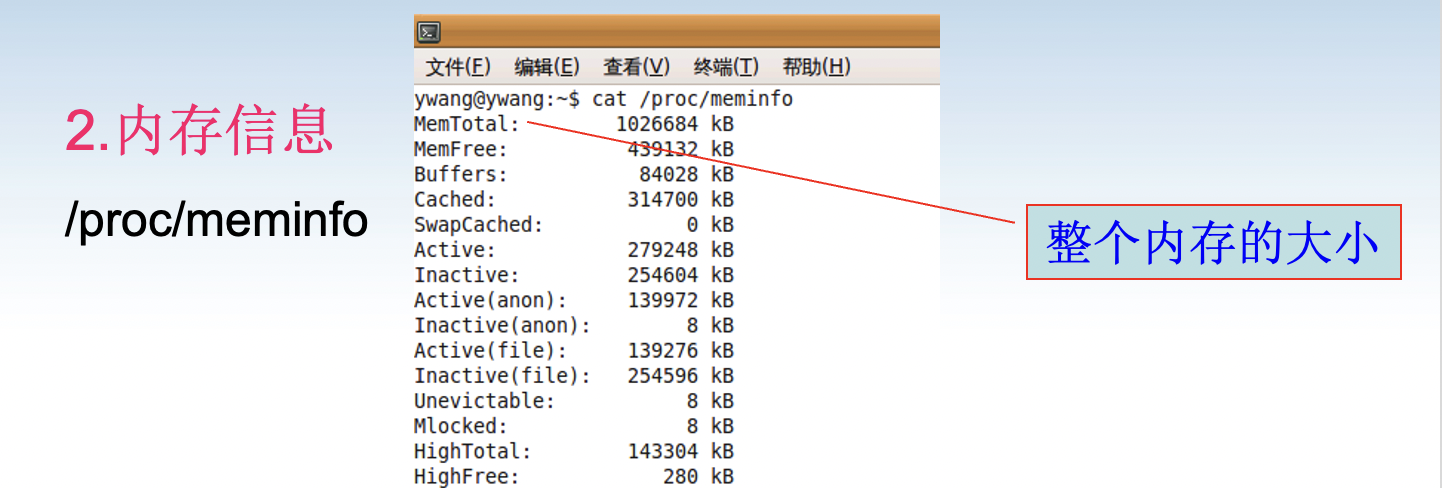 2.内存信息
/proc/meminfo
文件(F) 编辑(E) 查看(V) 终端(T) 帮助(H)
ywang@ywang:~$ cat /proc/meminfo
MemTotal: 1026684 kB
MemFree: 439132 kB
Buffers: 84028 kB
Cached: 314700 kB
SwapCached: 0 kB
Active: 279248 kB
Inactive: 254604 kB
Active(anon): 139972 kB
Inactive(anon): 8 kB
Active(file): 139276 kB
Inactive(file): 254596 kB
Unevictable: 8 kB
Mlocked: 8 kB
HighTotal: 143304 kB
HighFree: 280 kB
整个内存的大小